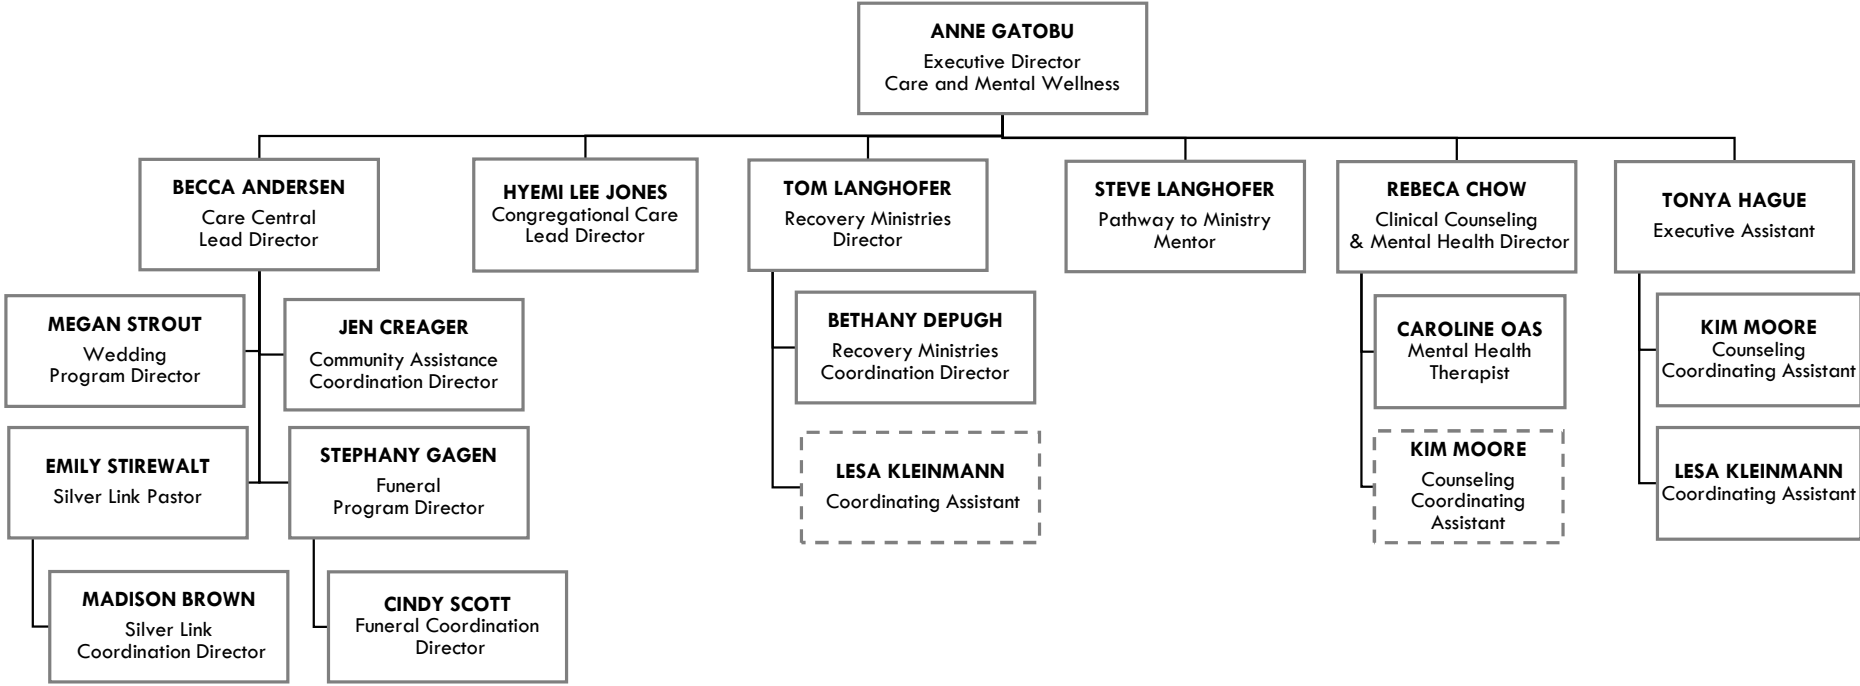 ANNE GATOBU
Executive Director
Care and Mental Wellness
BECCA ANDERSEN
Care Central
Lead Director
HYEMI LEE JONES
Congregational Care
Lead Director
TOM LANGHOFER
Recovery Ministries
Director
STEVE LANGHOFER
Pathway to Ministry
Mentor
REBECA CHOW
Clinical Counseling
& Mental Health Director
TONYA HAGUE
Executive Assistant
MEGAN STROUT
Wedding
Program Director
JEN CREAGER
Community Assistance
Coordination Director
BETHANY DEPUGH
Recovery Ministries
Coordination Director
CAROLINE OAS
Mental Health
Therapist
KIM MOORE
Counseling
Coordinating Assistant
EMILY STIREWALT
Silver Link Pastor
STEPHANY GAGEN
Funeral
Program Director
LESA KLEINMANN
Coordinating Assistant
KIM MOORE
Counseling
Coordinating
Assistant
LESA KLEINMANN
Coordinating Assistant
MADISON BROWN
Silver Link
Coordination Director
CINDY SCOTT
Funeral Coordination
Director